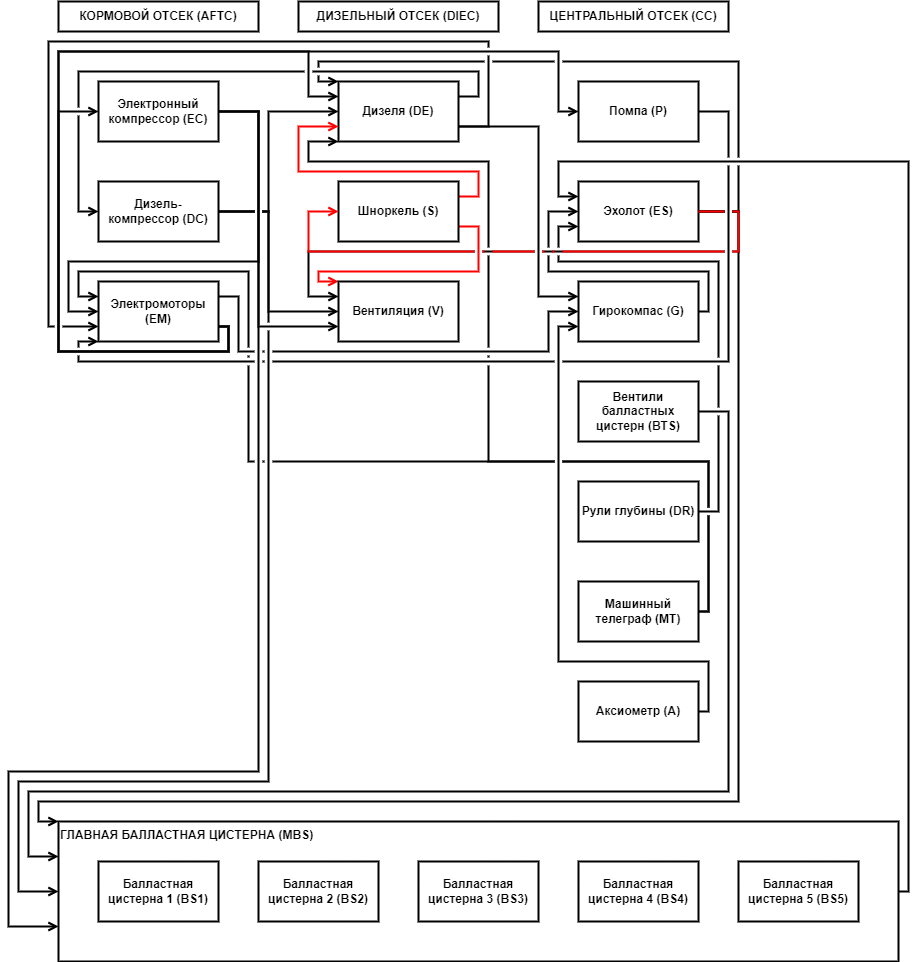 КОРМОВОЙ ОТСЕК (AFTC)
ДИЗЕЛЬНЫЙ ОТСЕК (DIEC)
ЦЕНТРАЛЬНЫЙ ОТСЕК (CC)
Электронный
компрессор (EC)
Дизеля (DE)
Помпа (P)
Дизель-
компрессор (DC)
Шноркель (S)
Эхолот (ES)
Электромоторы
(EM)
Вентиляция (V)
Гирокомпас (G)
Вентили
балластных
цистерн (BTS)
Рули глубины (DR)
Машинный
телеграф (MT)
Аксиометр (A)
ГЛАВНАЯ БАЛЛАСТНАЯ ЦИСТЕРНА (MBS)
Балластная
цистерна 1 (BS1)
Балластная
цистерна 2 (BS2)
Балластная
цистерна 3 (BS3)
Балластная
цистерна 4 (BS4)
Балластная
цистерна 5 (BS5)